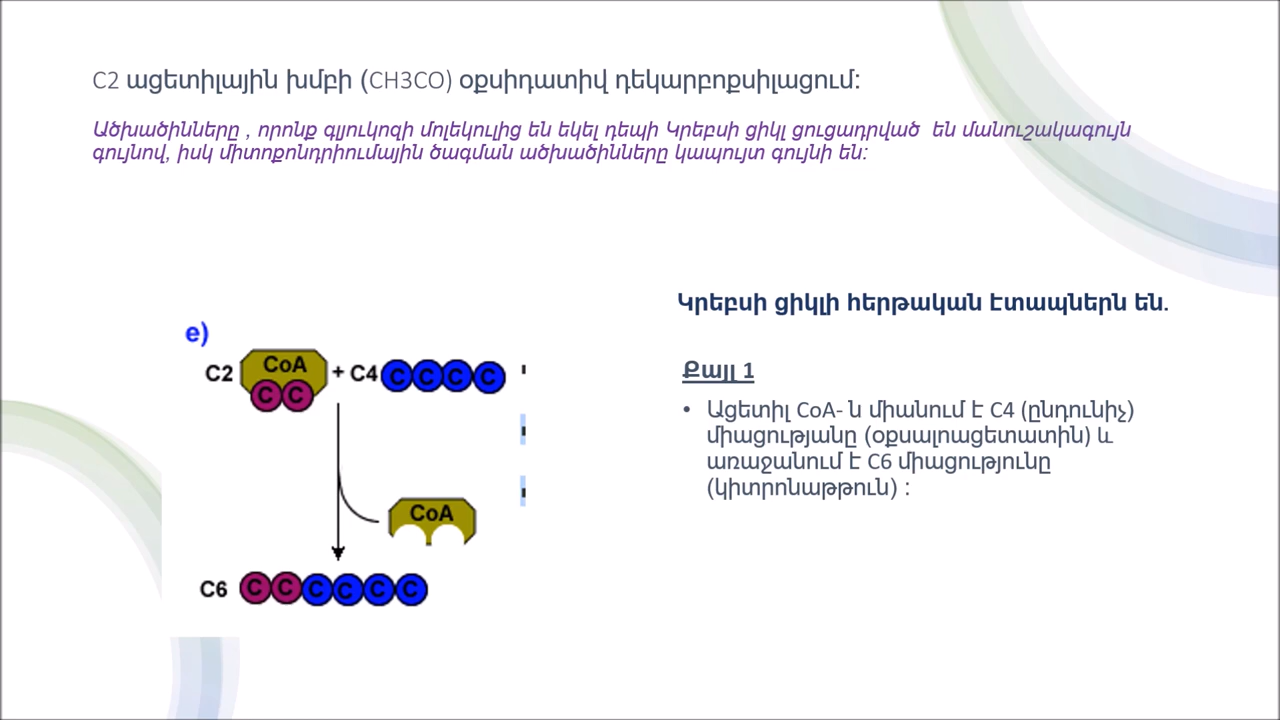 C2 ացետիլային խմբի (CH3CO) օքսիդատիվ դեկարբոքսիլացում:
Ածխածինները , որոնք գլյուկոզի մոլեկուլից են եկել դեպի Կրեբսի ցիկլ ցուցադրված են մանուշակագույն
գույնով, իսկ միտոքոնդրիումային ծագման ածխածինները կապույտ գույնի են:
Կրեբսի ցիկլի հերթական էտապներն են.
e)
C2 CoA C C + C4 C C C C
CoA
C6 C C C C C C
Քայլ 1
• Ացետիլ CoA- ն միանում է C4 (ընդունիչ)
միացությանը (օքսալոացետատին) և
առաջանում է C6 միացությունը
(կիտրոնաթթուն) :